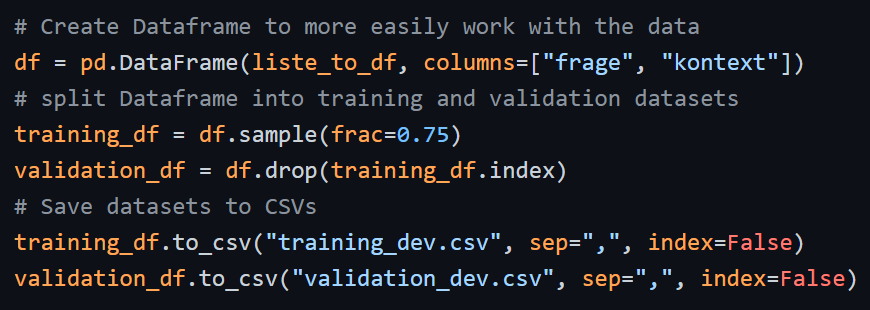 # Create Dataframe to more easily work with the data
df = pd.DataFrame(liste_to_df, columns=["frage", "kontext"])
# split Dataframe into training and validation datasets
training_df = df.sample(frac=0.75)
validation_df = df.drop(training_df.index)
# Save datasets to CSVs
training_df.to_csv("training_dev.csv", sep=",", index=False)
validation_df.to_csv("validation_dev.csv", sep=",", index=False)